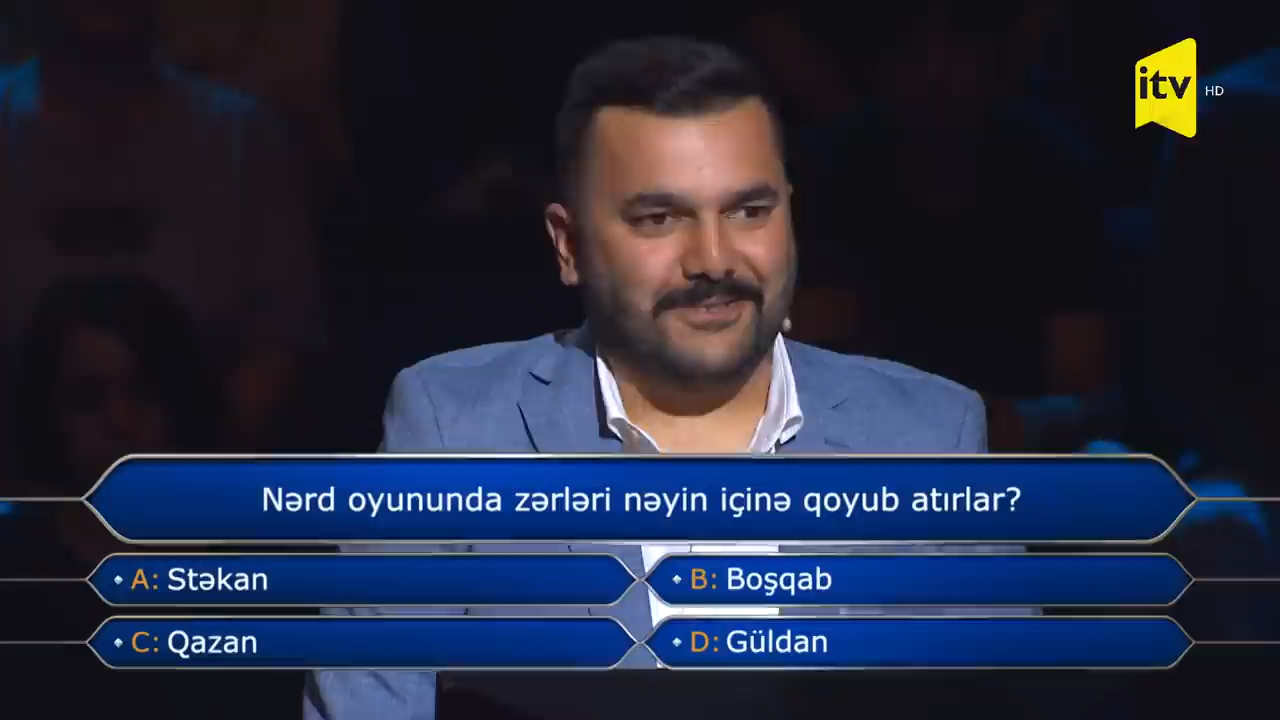 itv HD
Nərd oyununda zərləri nəyin içinə qoyub atırlar?
A: Stəkan
B: Boşqab
C: Qazan
D: Güldan